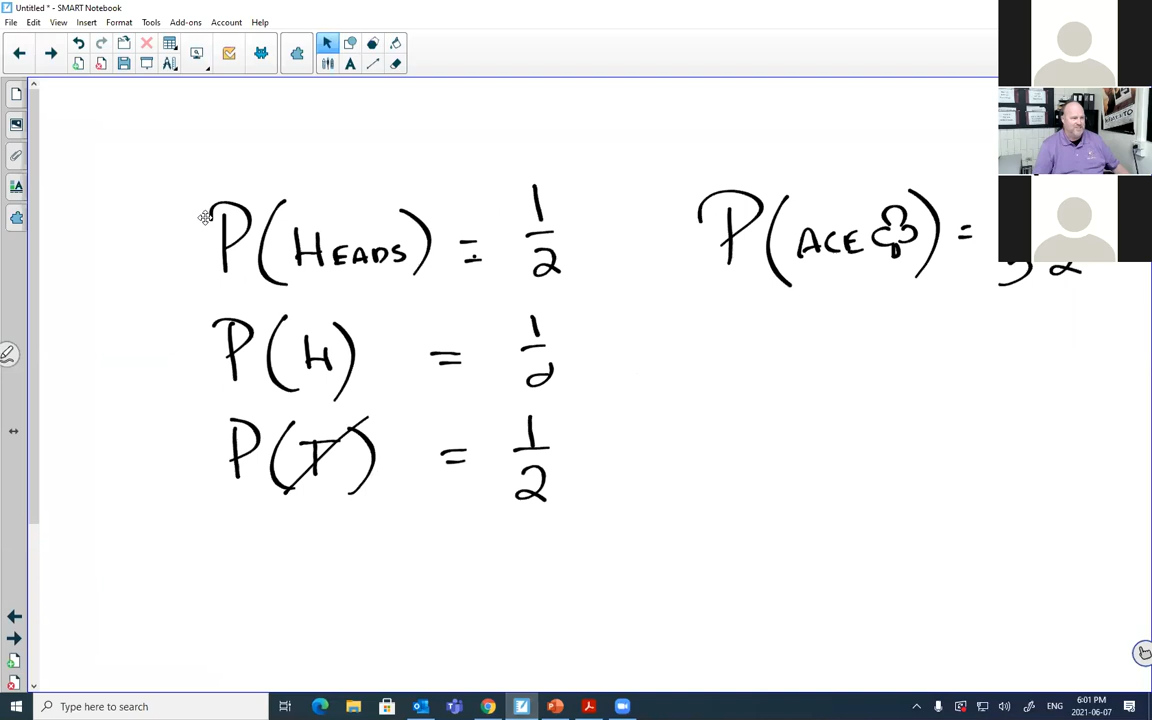 Untitled * - SMART Notebook
File Edit View Insert Format Tools Add-ons Account Help
P(HEADS) = 1/2
P(ACE♣) =
52
P(H) = 1/2
P(T) = 1/2
Type here to search
ENG
6:01 PM
2021-06-07